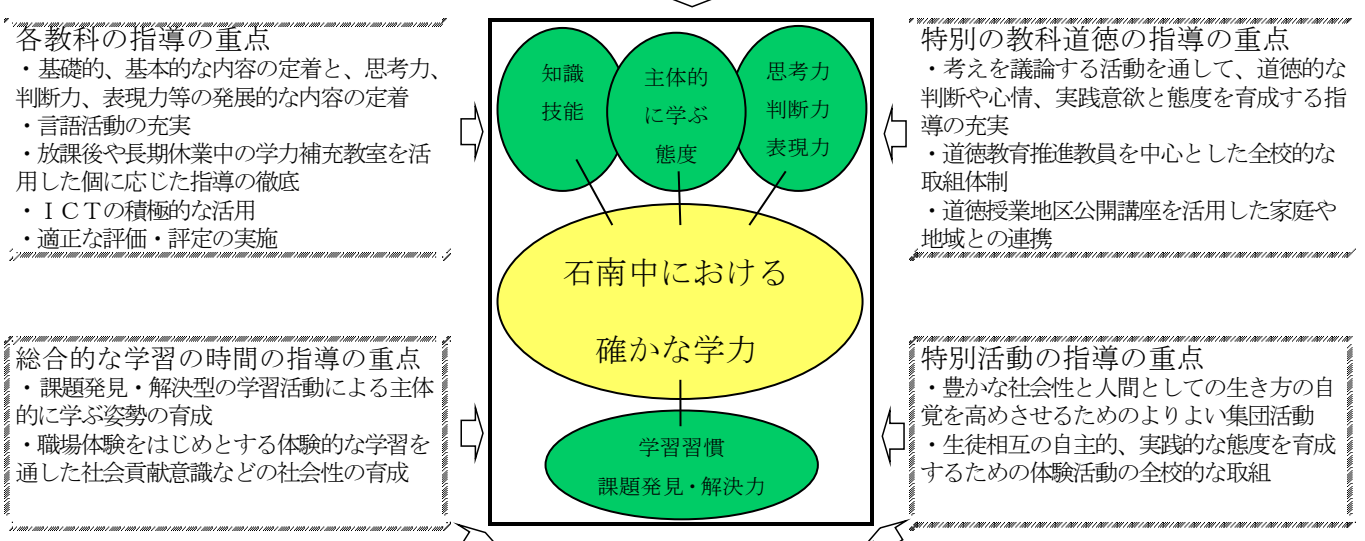 各教科の指導の重点
・基礎的、基本的な内容の定着と、思考力、
判断力、表現力等の発展的な内容の定着
・言語活動の充実
・放課後や長期休業中の学力補充教室を活
用した個に応じた指導の徹底
・ＩＣＴの積極的な活用
・適正な評価・評定の実施
知識
技能
主体的
に学ぶ
態度
思考力
判断力
表現力
石南中における
確かな学力
学習習慣
課題発見・解決力
特別の教科道徳の指導の重点
・考えを議論する活動を通して、道徳的な
判断や心情、実践意欲と態度を育成する指
導の充実
・道徳教育推進教員を中心とした全校的な
取組体制
・道徳授業地区公開講座を活用した家庭や
地域との連携
総合的な学習の時間の指導の重点
・課題発見・解決型の学習活動による主体
的に学ぶ姿勢の育成
・職場体験をはじめとする体験的な学習を
通した社会貢献意識などの社会性の育成
特別活動の指導の重点
・豊かな社会性と人間としての生き方の自
覚を高めさせるためのよりよい集団活動
・生徒相互の自主的、実践的な態度を育成
するための体験活動の全校的な取組